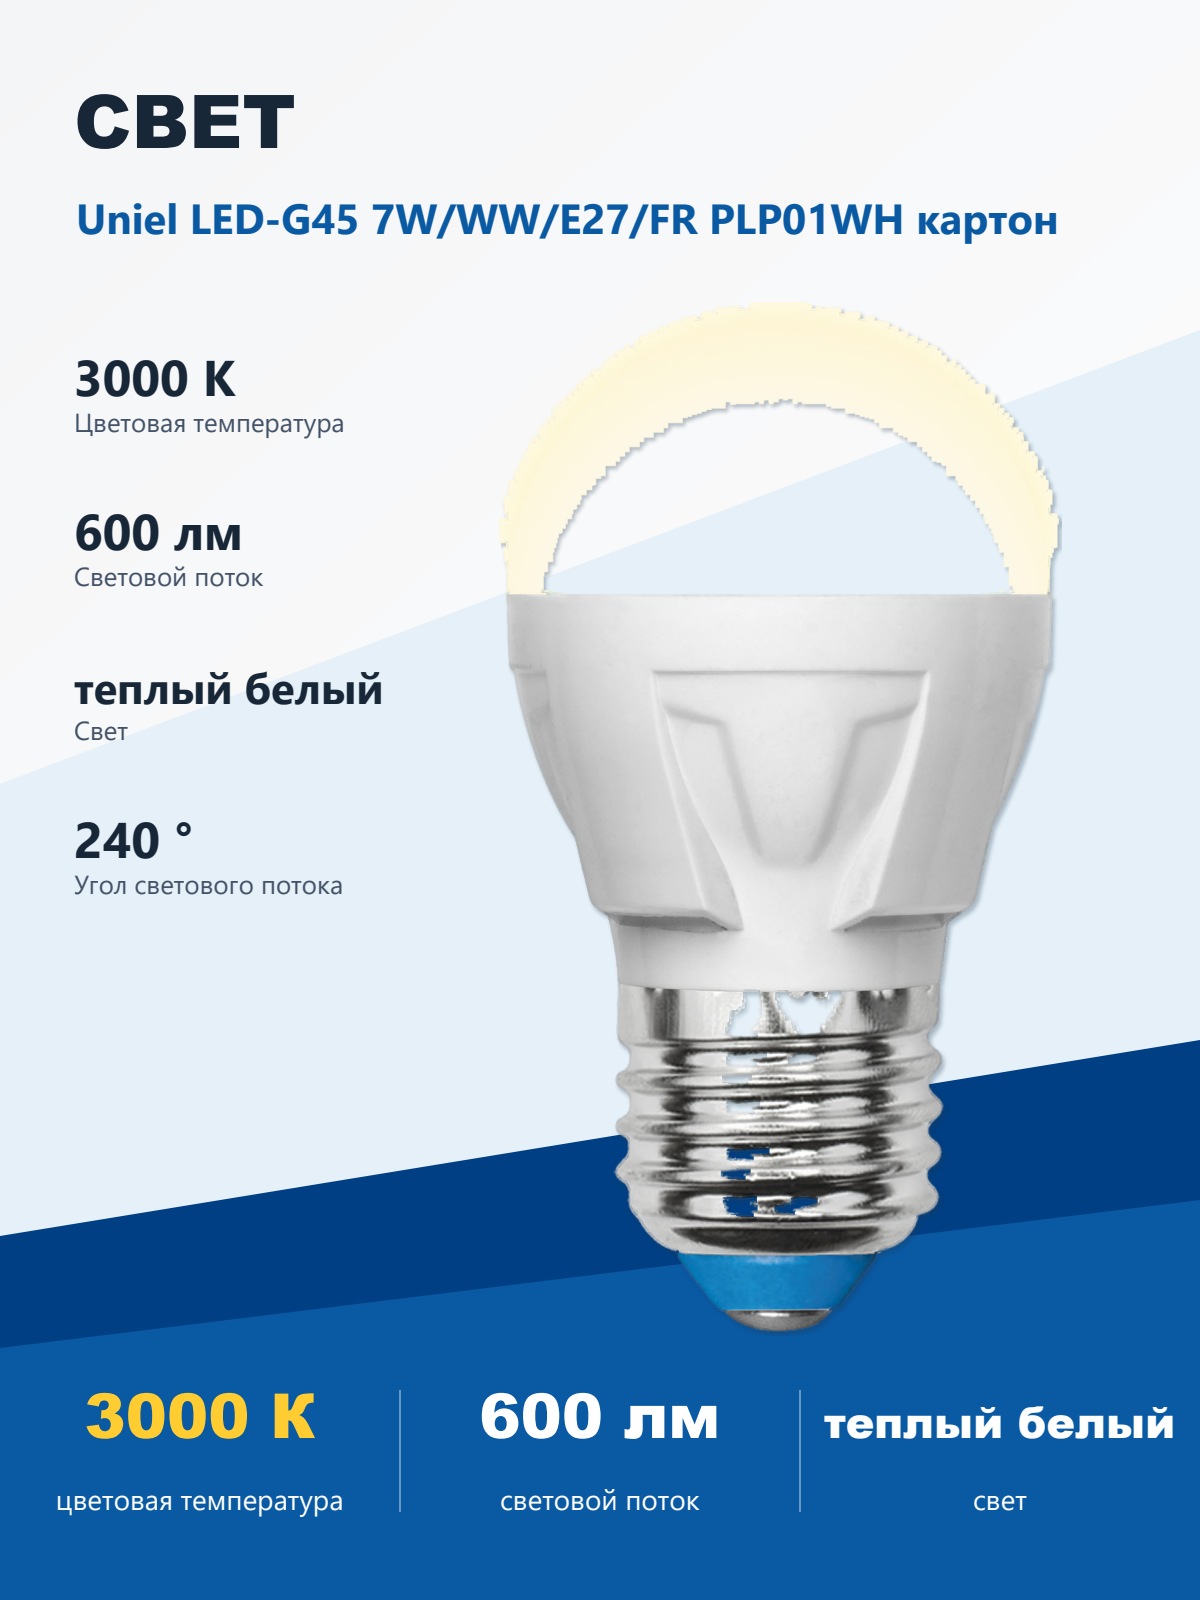 СВЕТ
Uniel LED-G45 7W/WW/E27/FR PLP01WH картон
3000 К
Цветовая температура
600 лм
Световой поток
теплый белый
Свет
240 °
Угол светового потока
3000 К
цветовая температура
600 лм
световой поток
теплый белый
свет